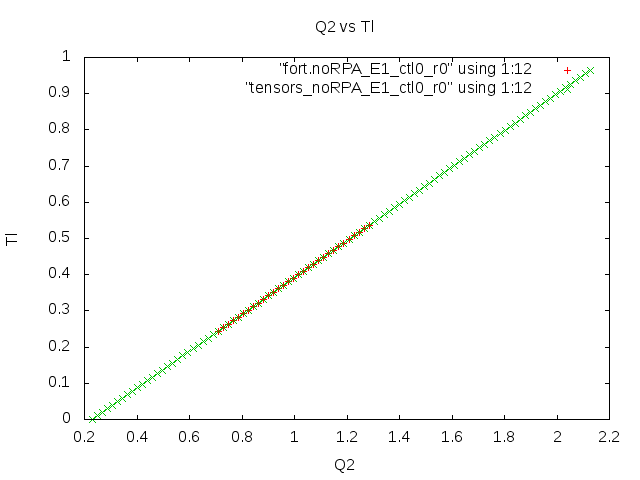 Q2 vs Tl
"fort.noRPA_E1_ctl0_r0" using 1:12
"tensors_noRPA_E1_ctl0_r0" using 1:12
1
0.9
0.8
0.7
0.6
0.5
0.4
0.3
0.2
0.1
0
Tl
0.2 0.4 0.6 0.8 1 1.2 1.4 1.6 1.8 2 2.2
Q2